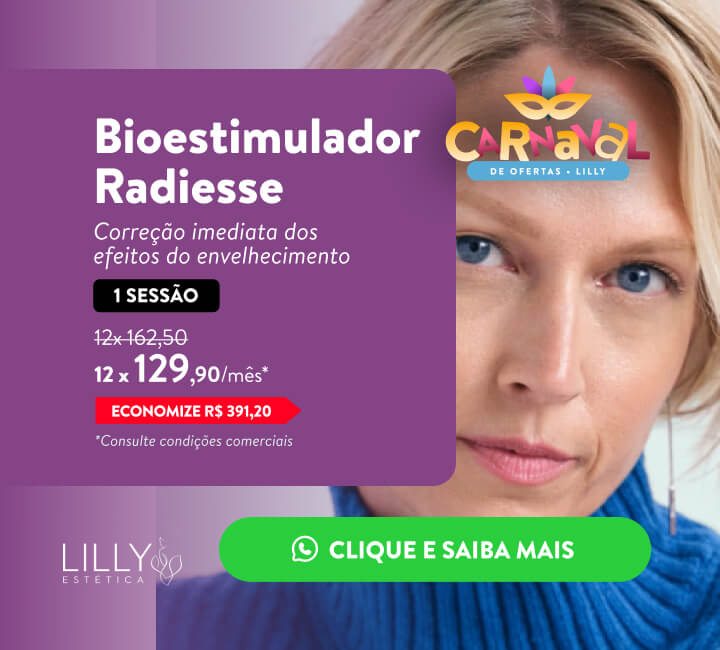 Bioestimulador
Radiesse
Correção imediata dos
efeitos do envelhecimento
1 SESSÃO
12x 162,50
12 x 129,90/mês*
ECONOMIZE R$ 391,20
*Consulte condições comerciais
CARNAVAL
DE OFERTAS • LILLY
LILLY
ESTÉTICA
CLIQUE E SAIBA MAIS